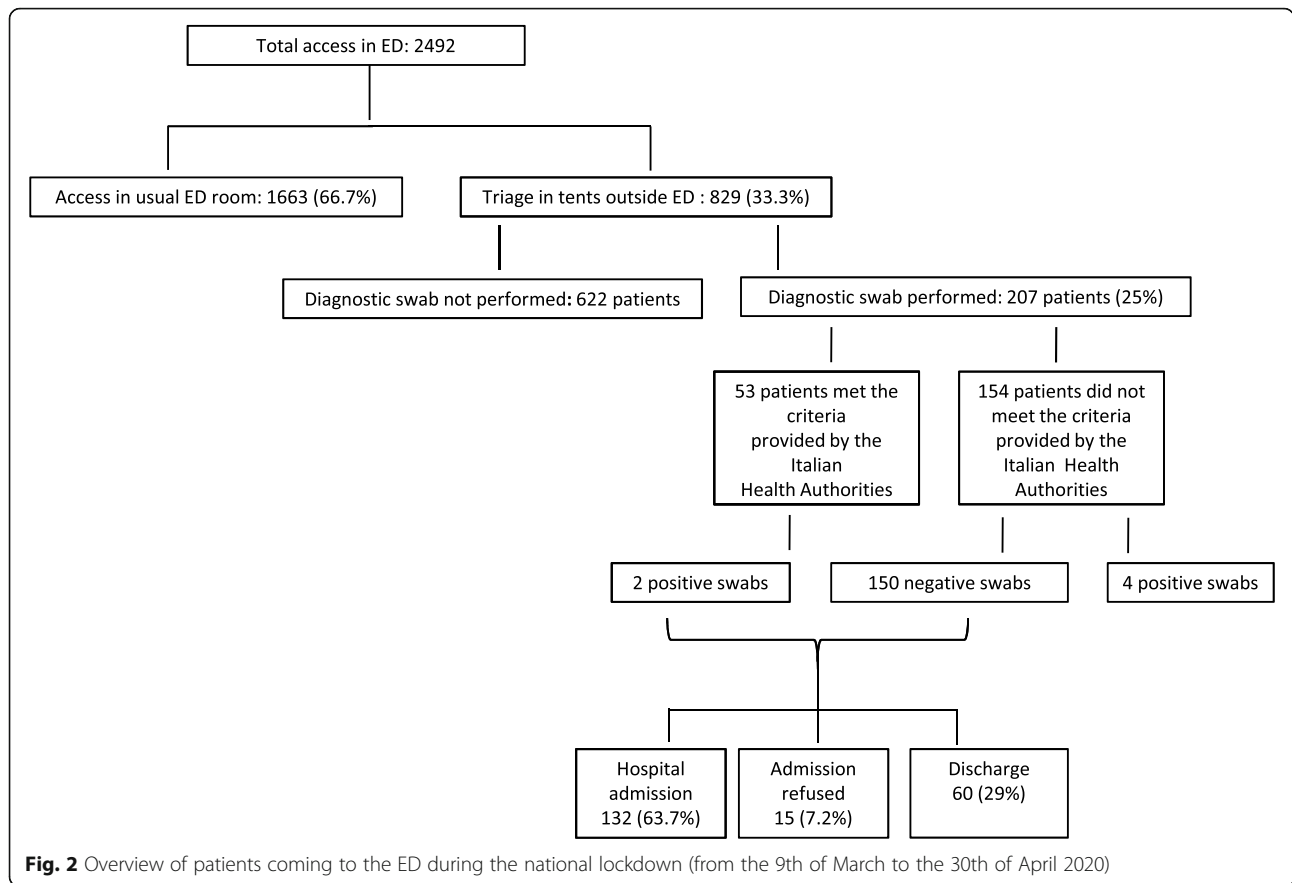 Total access in ED: 2492
Access in usual ED room: 1663 (66.7%)
Triage in tents outside ED : 829 (33.3%)
Diagnostic swab not performed: 622 patients
Diagnostic swab performed: 207 patients (25%)
53 patients met the
criteria
provided by the
Italian
Health Authorities
154 patients did not
meet the criteria
provided by the
Italian Health
Authorities
2 positive swabs
150 negative swabs
4 positive swabs
Hospital
admission
132 (63.7%)
Admission
refused
15 (7.2%)
Discharge
60 (29%)
Fig. 2 Overview of patients coming to the ED during the national lockdown (from the 9th of March to the 30th of April 2020)